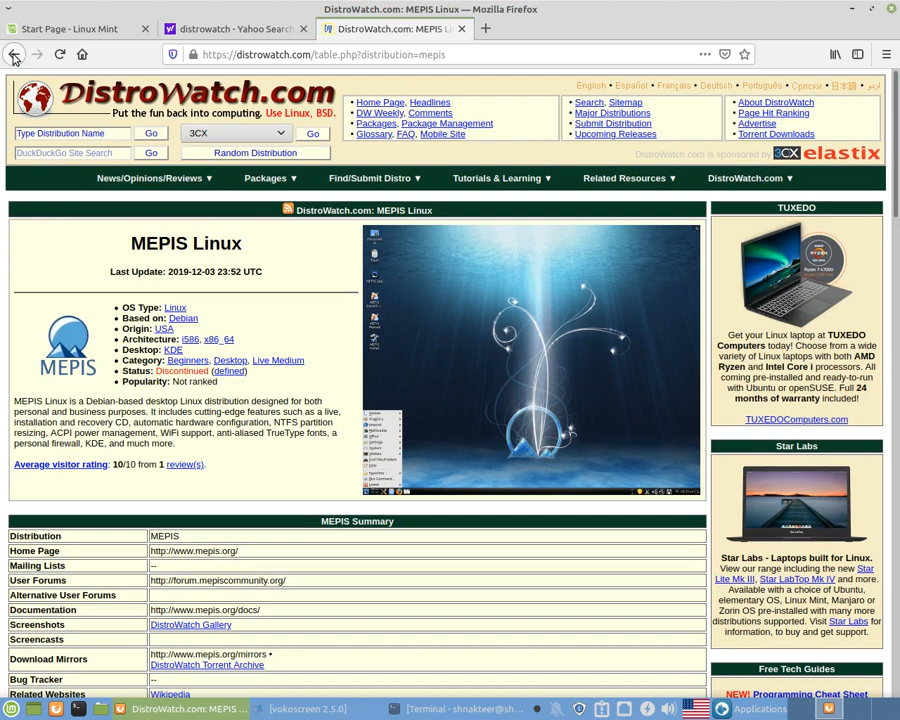 DistroWatch.com: MEPIS Linux — Mozilla Firefox
Start Page - Linux Mint
distrowatch - Yahoo Search
DistroWatch.com: MEPIS Li
https://distrowatch.com/table.php?distribution=mepis
DistroWatch.com
Put the fun back into computing. Use Linux, BSD.
English • Español • Français • Deutsch • Português • Српски • 日本語 • اردو
• Home Page, Headlines
• DW Weekly, Comments
• Packages, Package Management
• Glossary, FAQ, Mobile Site
• Search, Sitemap
• Major Distributions
• Submit Distribution
• Upcoming Releases
• About DistroWatch
• Page Hit Ranking
• Advertise
• Torrent Downloads
Type Distribution Name
Go
3CX
Go
DuckDuckGo Site Search
Go
Random Distribution
DistroWatch.com is sponsored by 3CX elastix
News/Opinions/Reviews ▼ Packages ▼ Find/Submit Distro ▼ Tutorials & Learning ▼ Related Resources ▼ DistroWatch.com ▼
DistroWatch.com: MEPIS Linux
MEPIS Linux
Last Update: 2019-12-03 23:52 UTC
MEPIS
• OS Type: Linux
• Based on: Debian
• Origin: USA
• Architecture: i586, x86_64
• Desktop: KDE
• Category: Beginners, Desktop, Live Medium
• Status: Discontinued (defined)
• Popularity: Not ranked
MEPIS Linux is a Debian-based desktop Linux distribution designed for both
personal and business purposes. It includes cutting-edge features such as a live,
installation and recovery CD, automatic hardware configuration, NTFS partition
resizing, ACPI power management, WiFi support, anti-aliased TrueType fonts, a
personal firewall, KDE, and much more.
Average visitor rating: 10/10 from 1 review(s).
MEPIS Summary
Distribution MEPIS
Home Page http://www.mepis.org/
Mailing Lists --
User Forums http://forum.mepiscommunity.org/
Alternative User Forums
Documentation http://www.mepis.org/docs/
Screenshots DistroWatch Gallery
Screencasts
Download Mirrors http://www.mepis.org/mirrors •
DistroWatch Torrent Archive
Bug Tracker --
Related Websites Wikipedia
TUXEDO
Get your Linux laptop at TUXEDO
Computers today! Choose from a wide
variety of Linux laptops with both AMD
Ryzen and Intel Core i processors. All
coming pre-installed and ready-to-run
with Ubuntu or openSUSE. Full 24
months of warranty included!
TUXEDOComputers.com
Star Labs
Star Labs - Laptops built for Linux.
View our range including the new Star
Lite Mk III, Star LabTop Mk IV and more.
Available with a choice of Ubuntu,
elementary OS, Linux Mint, Manjaro or
Zorin OS pre-installed with many more
distributions supported. Visit Star Labs for
information, to buy and get support.
Free Tech Guides
NEW! Programming Cheat Sheet
DistroWatch.com: MEPIS ...
[vokoscreen 2.5.0]
[Terminal - shnakteer@sh...
Applications